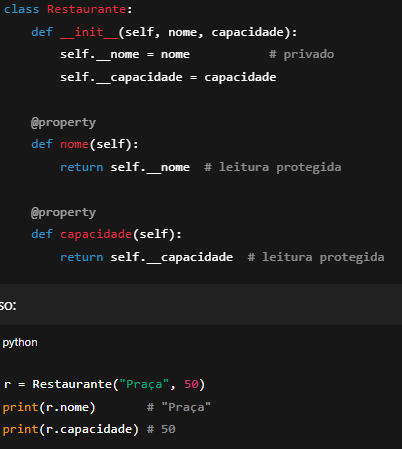 class Restaurante:
    def __init__(self, nome, capacidade):
        self.__nome = nome           # privado
        self.__capacidade = capacidade
    @property
    def nome(self):
        return self.__nome  # leitura protegida
    @property
    def capacidade(self):
        return self.__capacidade  # leitura protegida
so:
python
r = Restaurante("Praça", 50)
print(r.nome)       # "Praça"
print(r.capacidade) # 50